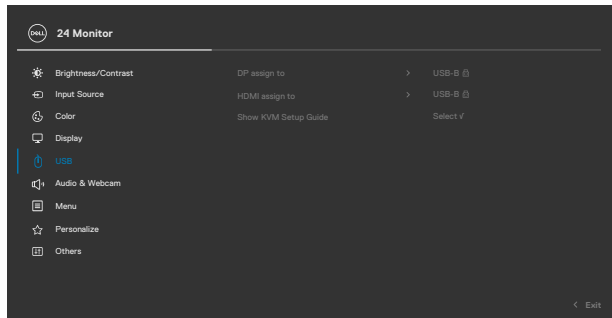 DELL 24 Monitor
Brightness/Contrast DP assign to > USB-B
Input Source HDMI assign to > USB-B
Color Show KVM Setup Guide Select √
Display
USB
Audio & Webcam
Menu
Personalize
Others
< Exit